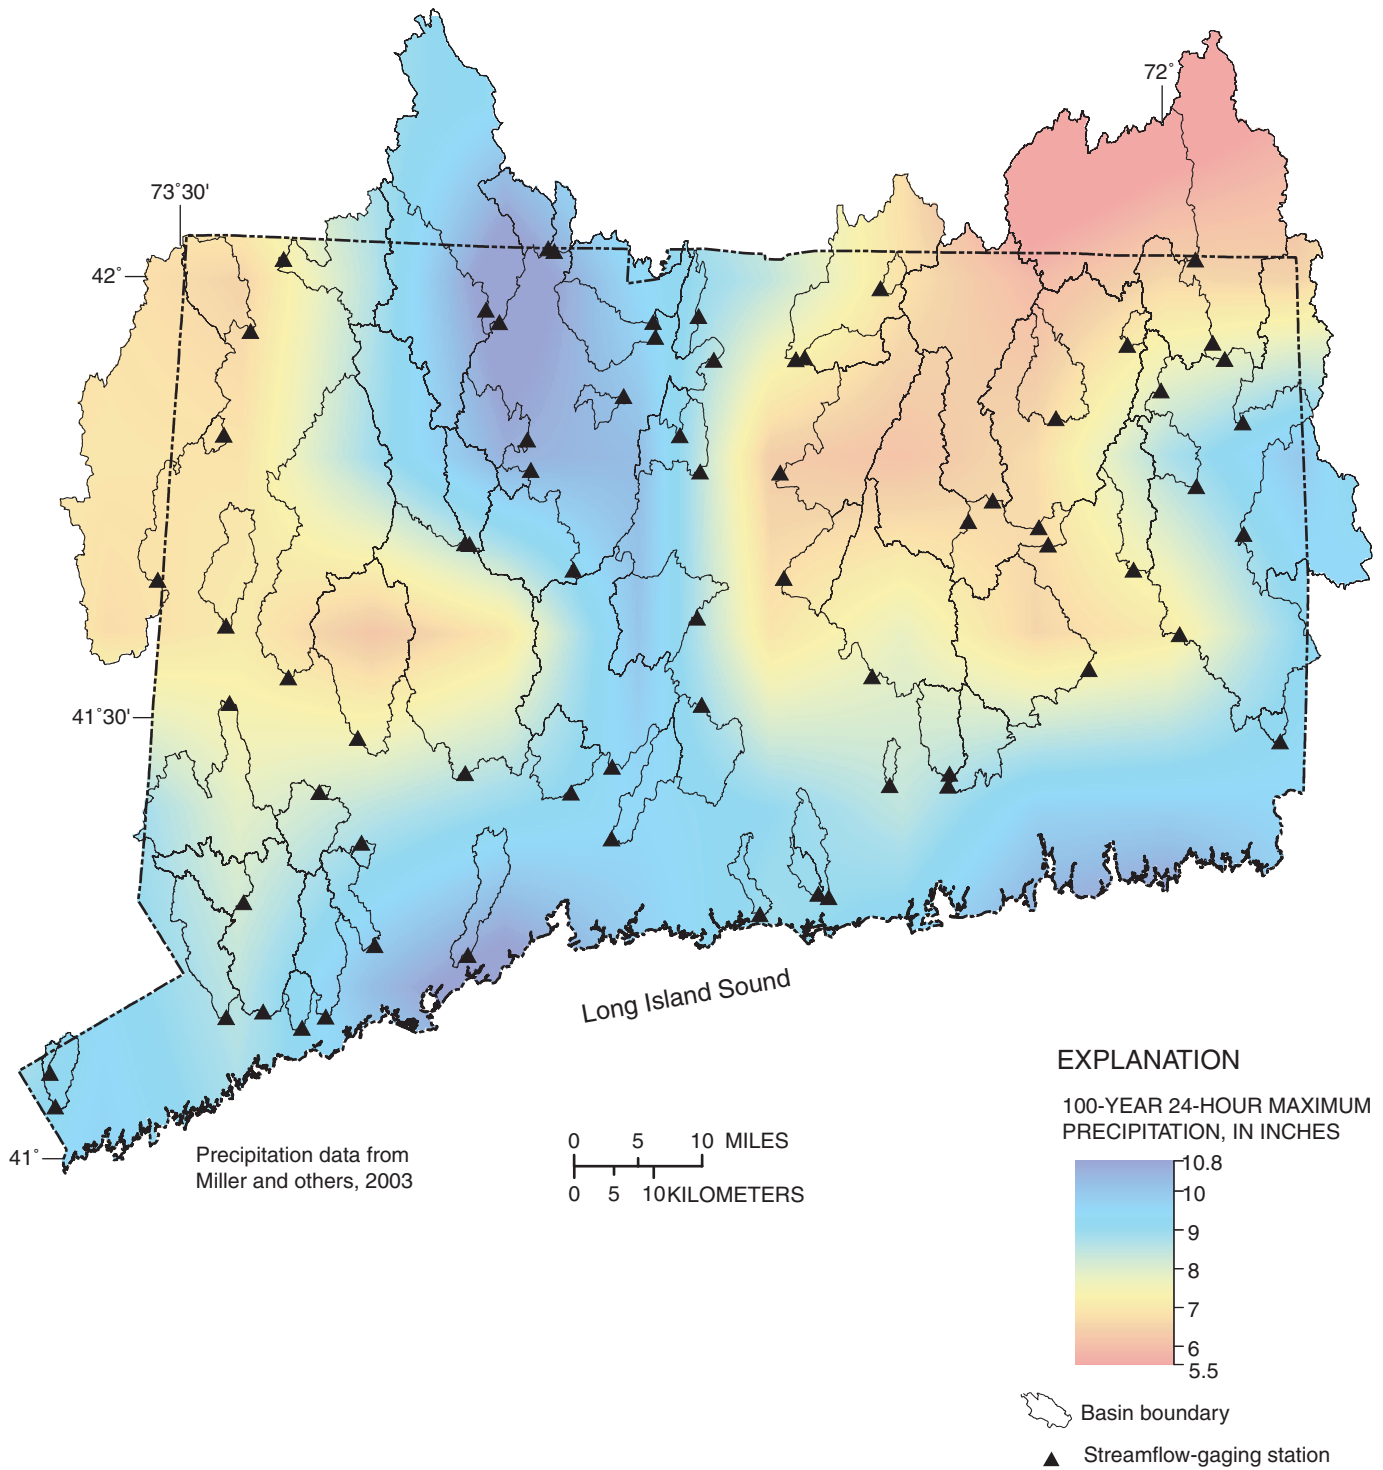 72°
73°30'
42°
41°30'
Long Island Sound
41°
Precipitation data from
Miller and others, 2003
0 5 10 MILES
0 5 10 KILOMETERS
EXPLANATION
100-YEAR 24-HOUR MAXIMUM
PRECIPITATION, IN INCHES
10.8
10
9
8
7
6
5.5
Basin boundary
Streamflow-gaging station